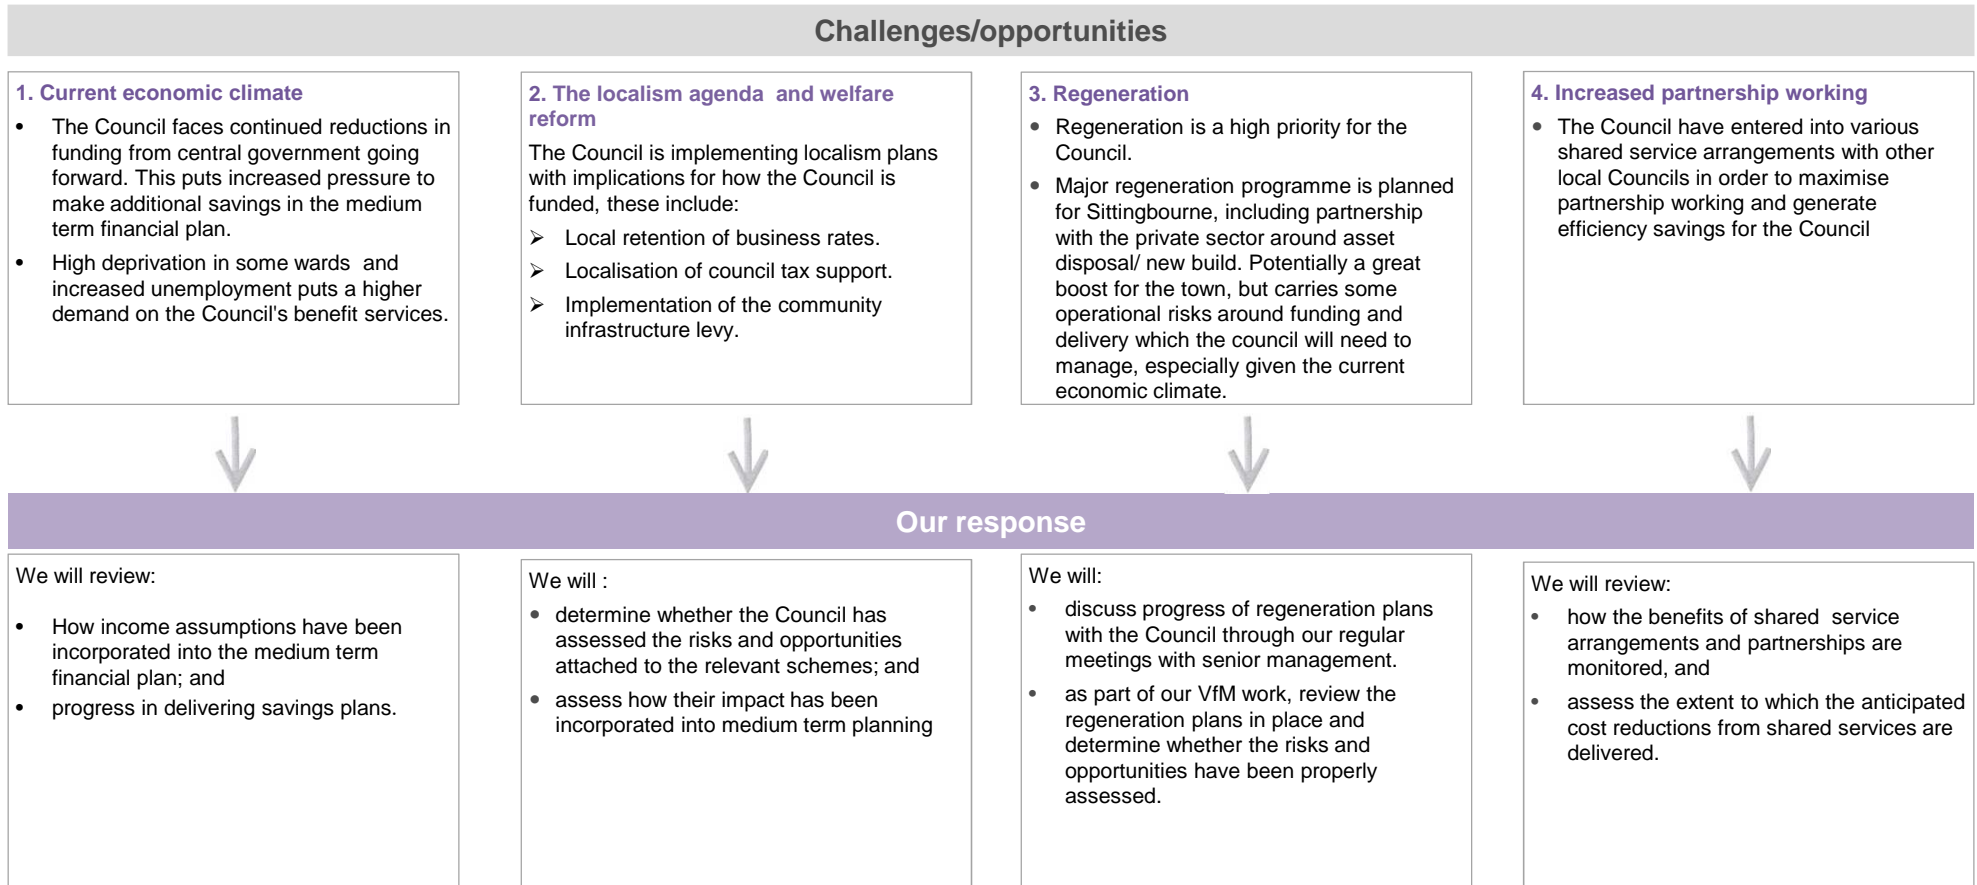 Challenges/opportunities
1. Current economic climate
• The Council faces continued reductions in
funding from central government going
forward. This puts increased pressure to
make additional savings in the medium
term financial plan.
• High deprivation in some wards and
increased unemployment puts a higher
demand on the Council's benefit services.
2. The localism agenda and welfare
reform
The Council is implementing localism plans
with implications for how the Council is
funded, these include:
➢ Local retention of business rates.
➢ Localisation of council tax support.
➢ Implementation of the community
infrastructure levy.
3. Regeneration
• Regeneration is a high priority for the
Council.
• Major regeneration programme is planned
for Sittingbourne, including partnership
with the private sector around asset
disposal/ new build. Potentially a great
boost for the town, but carries some
operational risks around funding and
delivery which the council will need to
manage, especially given the current
economic climate.
4. Increased partnership working
• The Council have entered into various
shared service arrangements with other
local Councils in order to maximise
partnership working and generate
efficiency savings for the Council
Our response
We will review:
• How income assumptions have been
incorporated into the medium term
financial plan; and
• progress in delivering savings plans.
We will :
• determine whether the Council has
assessed the risks and opportunities
attached to the relevant schemes; and
• assess how their impact has been
incorporated into medium term planning
We will:
• discuss progress of regeneration plans
with the Council through our regular
meetings with senior management.
• as part of our VfM work, review the
regeneration plans in place and
determine whether the risks and
opportunities have been properly
assessed.
We will review:
• how the benefits of shared service
arrangements and partnerships are
monitored, and
• assess the extent to which the anticipated
cost reductions from shared services are
delivered.